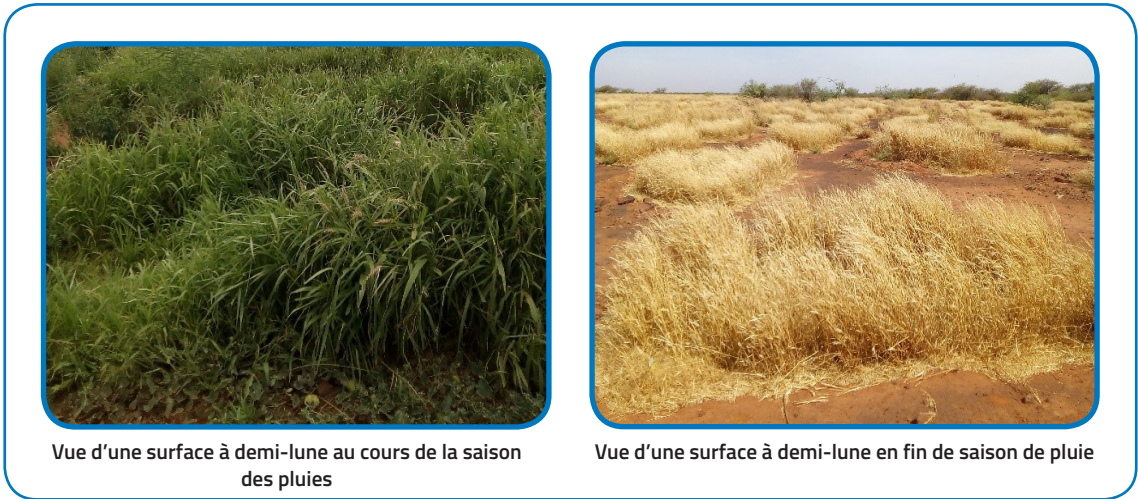 Vue d’une surface à demi-lune au cours de la saison
des pluies
Vue d’une surface à demi-lune en fin de saison de pluie